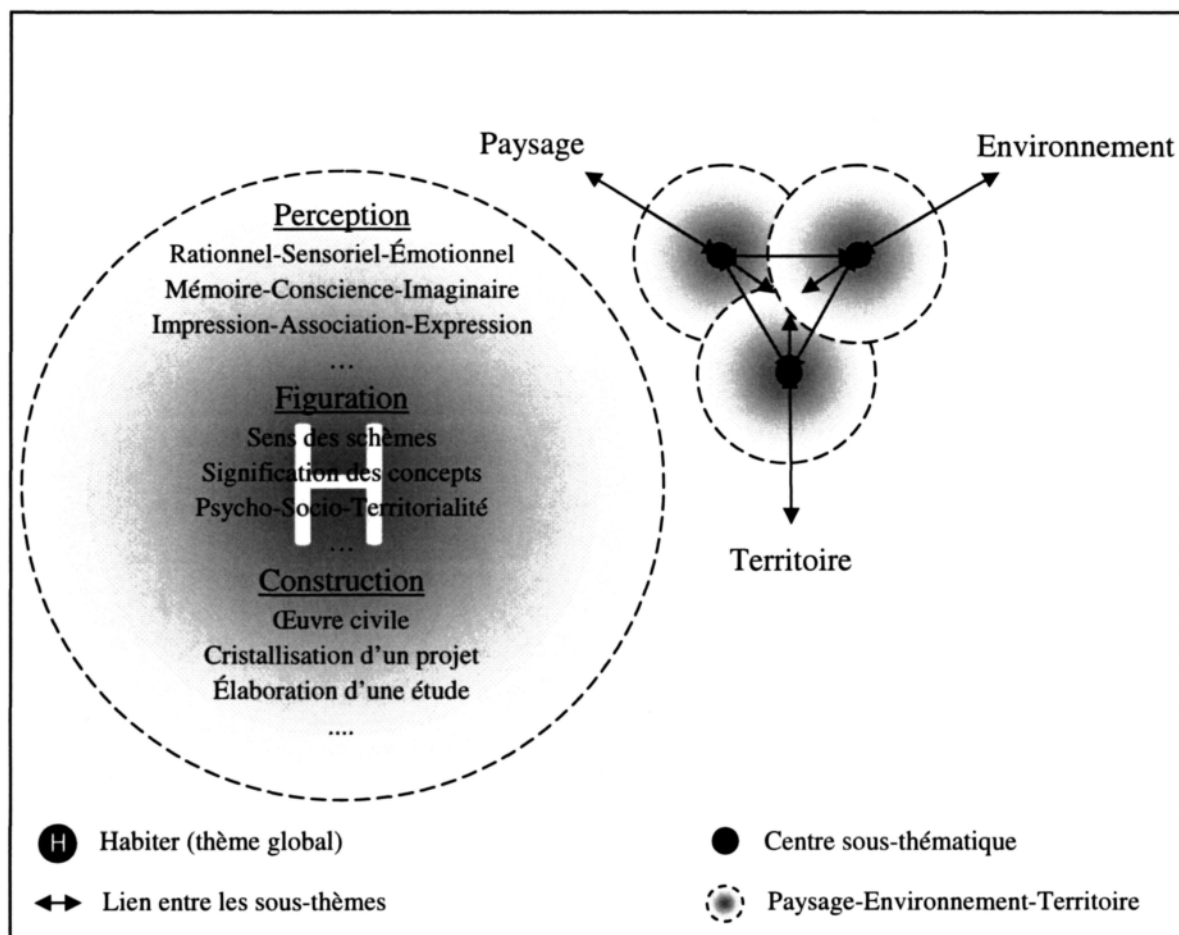 Paysage
Environnement
Perception
Rationnel-Sensoriel-Émotionnel
Mémoire-Conscience-Imaginaire
Impression-Association-Expression
...
Figuration
Sens des schèmes
Signification des concepts
Psycho-Socio-Territorialité
...
H
Construction
Œuvre civile
Cristallisation d'un projet
Élaboration d'une étude
....
Territoire
H Habiter (thème global)
Lien entre les sous-thèmes
Centre sous-thématique
Paysage-Environnement-Territoire